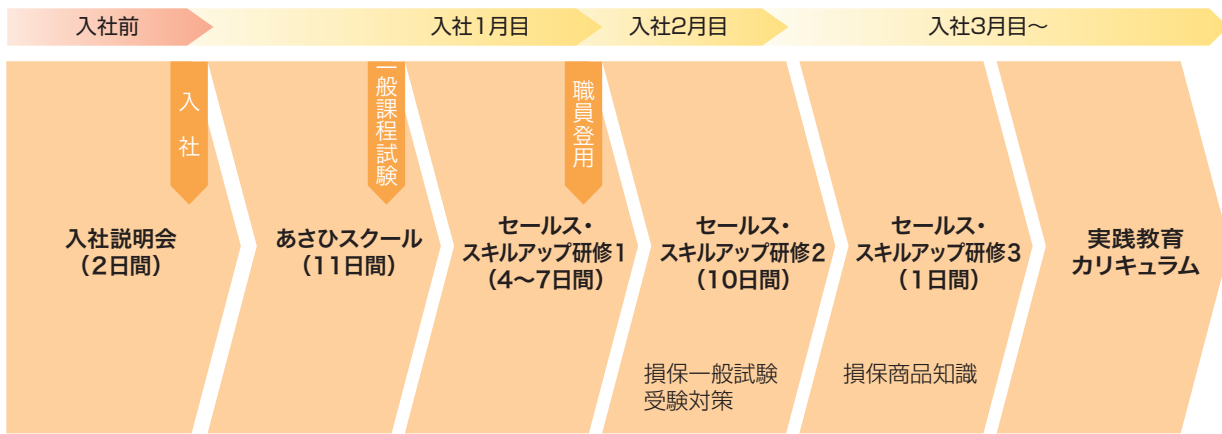 入社前
入社1月目
入社2月目
入社3月目〜
入社
一般課程試験
職員登用
入社説明会
（2日間）
あさひスクール
（11日間）
セールス・
スキルアップ研修1
（4〜7日間）
セールス・
スキルアップ研修2
（10日間）
セールス・
スキルアップ研修3
（1日間）
実践教育
カリキュラム
損保一般試験
受験対策
損保商品知識